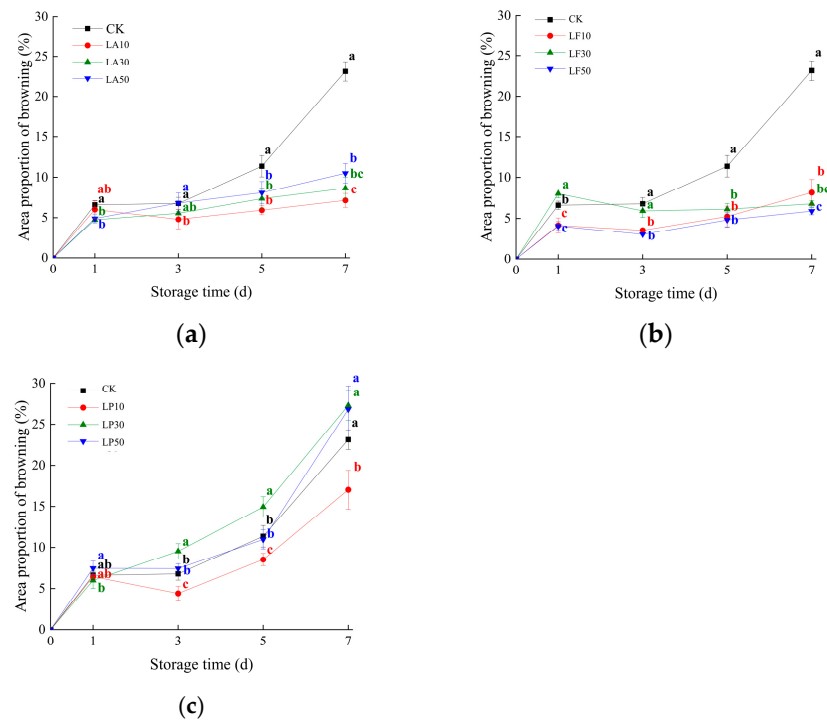 30
25
20
15
10
5
0
Area proportion of browning (%)
CK
LA10
LA30
LA50
ab
a
b
b
a
a
ab
b
a
b
b
b
a
b
bc
c
0 1 3 5 7
Storage time (d)
(a)
30
25
20
15
10
5
0
Area proportion of browning (%)
CK
LF10
LF30
LF50
a
b
c
c
a
a
b
b
a
b
b
b
a
b
bc
c
0 1 3 5 7
Storage time (d)
(b)
30
25
20
15
10
5
0
Area proportion of browning (%)
CK
LP10
LP30
LP50
a
ab
ab
b
a
b
b
c
a
b
b
c
a
a
a
b
0 1 3 5 7
Storage time (d)
(c)